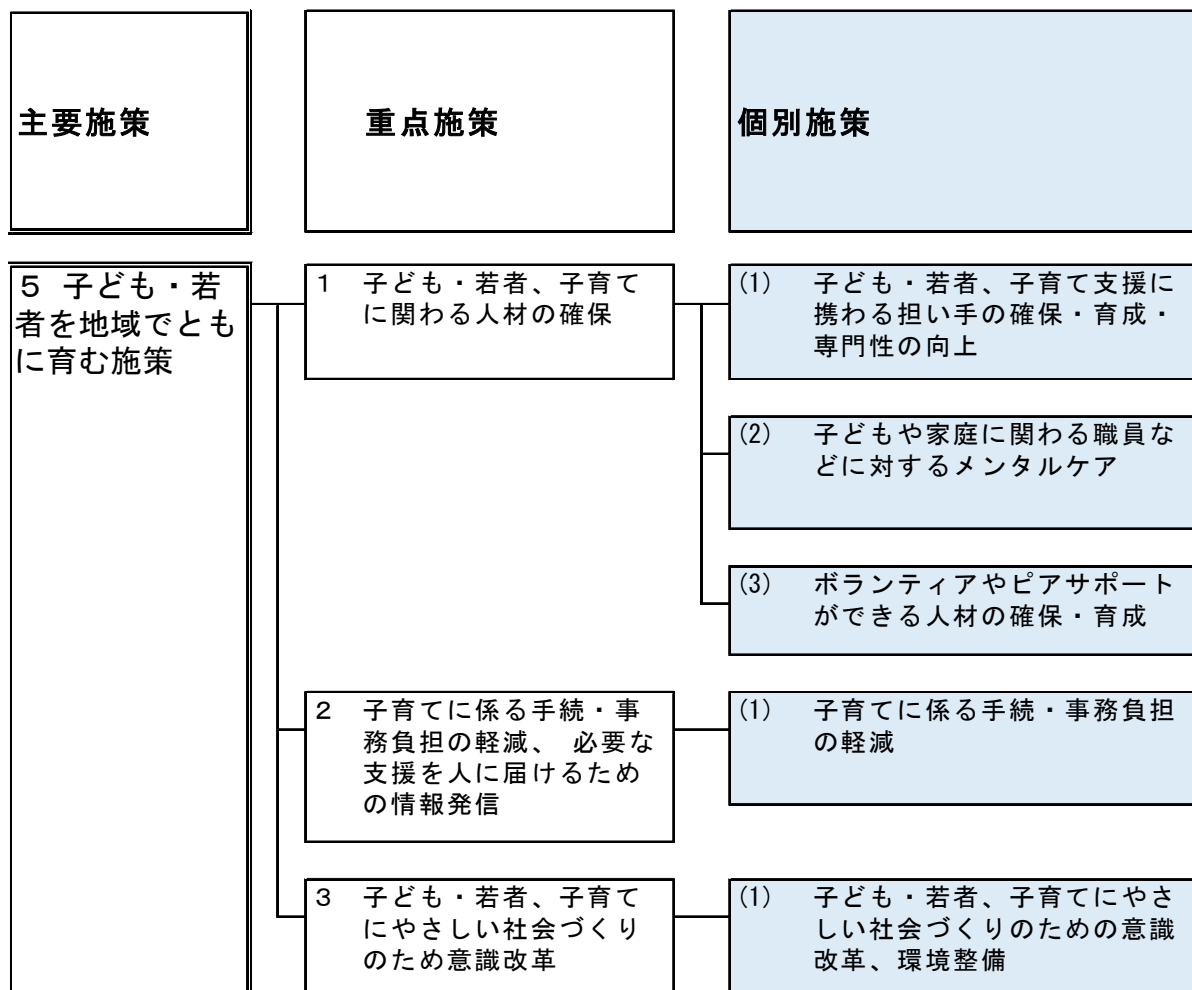 主要施策
重点施策
個別施策
５ 子ども・若
者を地域でとも
に育む施策
１ 子ども・若者、子育て
に関わる人材の確保
(1) 子ども・若者、子育て支援に
携わる担い手の確保・育成・
専門性の向上
(2) 子どもや家庭に関わる職員な
どに対するメンタルケア
(3) ボランティアやピアサポート
ができる人材の確保・育成
２ 子育てに係る手続・事
務負担の軽減、 必要な
支援を人に届けるため
の情報発信
(1) 子育てに係る手続・事務負担
の軽減
３ 子ども・若者、子育て
にやさしい社会づくり
のため意識改革
(1) 子ども・若者、子育てにやさ
しい社会づくりのための意識
改革、環境整備